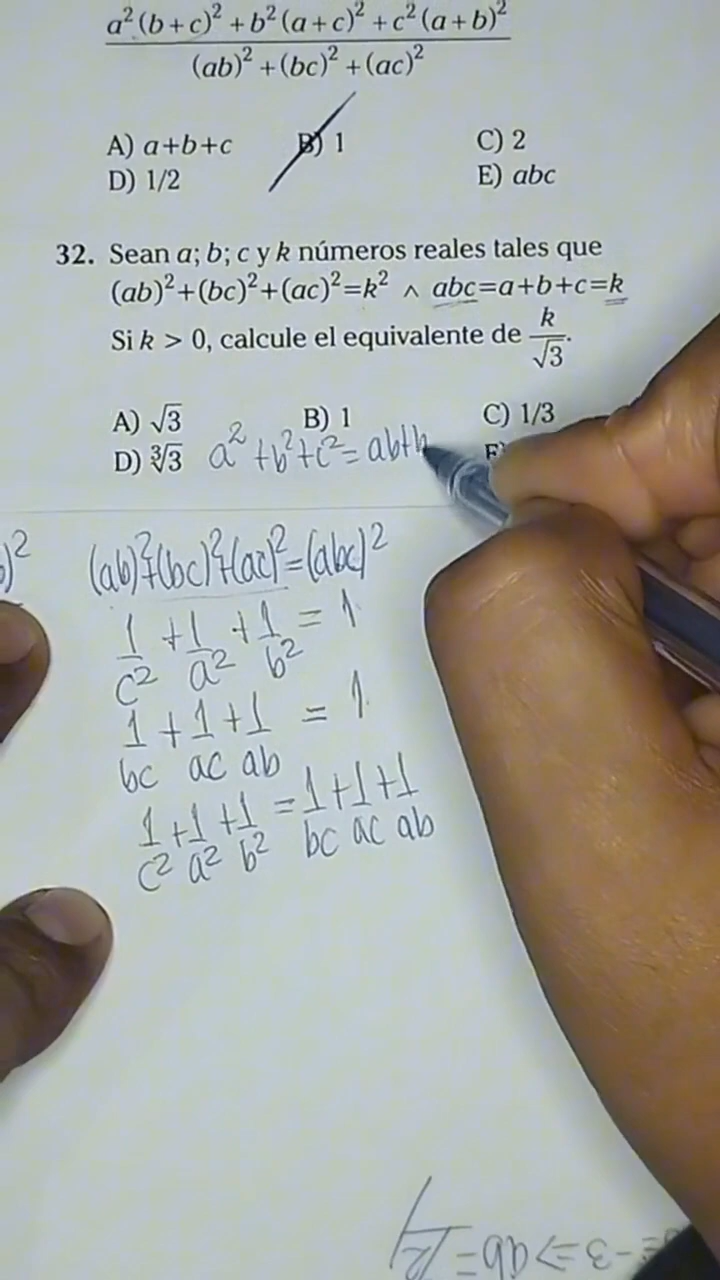 a²(b+c)²+b²(a+c)²+c²(a+b)²
(ab)²+(bc)²+(ac)²
A) a+b+c B) 1 C) 2
D) 1/2 E) abc
32. Sean a; b; c y k números reales tales que
(ab)²+(bc)²+(ac)²=k² ∧ abc=a+b+c=k
Si k > 0, calcule el equivalente de k/√3.
A) √3 B) 1 C) 1/3
D) ∛3
a²+b²+c²=ab+b
)² (ab)²+(bc)²+(ac)²=(abc)²
1/c² + 1/a² + 1/b² = 1
1/bc + 1/ac + 1/ab = 1
1/c² + 1/a² + 1/b² = 1/bc + 1/ac + 1/ab